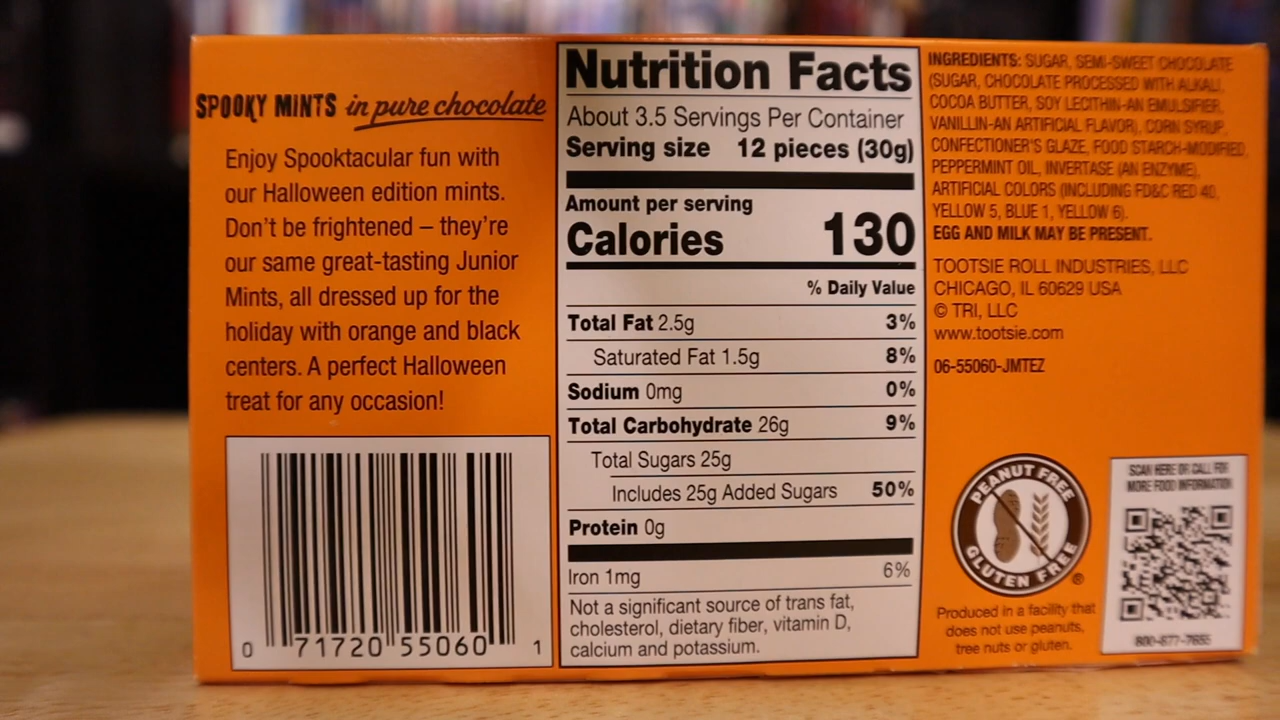 SPOOKY MINTS in pure chocolate
Enjoy Spooktacular fun with
our Halloween edition mints.
Don't be frightened – they're
our same great-tasting Junior
Mints, all dressed up for the
holiday with orange and black
centers. A perfect Halloween
treat for any occasion!
0 71720 55060 1
Nutrition Facts
About 3.5 Servings Per Container
Serving size 12 pieces (30g)
Amount per serving
Calories 130
% Daily Value
Total Fat 2.5g 3%
Saturated Fat 1.5g 8%
Sodium 0mg 0%
Total Carbohydrate 26g 9%
Total Sugars 25g
Includes 25g Added Sugars 50%
Protein 0g
Iron 1mg 6%
Not a significant source of trans fat,
cholesterol, dietary fiber, vitamin D,
calcium and potassium.
INGREDIENTS: SUGAR, SEMI-SWEET CHOCOLATE
(SUGAR, CHOCOLATE PROCESSED WITH ALKALI,
COCOA BUTTER, SOY LECITHIN-AN EMULSIFIER,
VANILLIN-AN ARTIFICIAL FLAVOR), CORN SYRUP,
CONFECTIONER'S GLAZE, FOOD STARCH-MODIFIED,
PEPPERMINT OIL, INVERTASE (AN ENZYME),
ARTIFICIAL COLORS (INCLUDING FD&C RED 40,
YELLOW 5, BLUE 1, YELLOW 6).
EGG AND MILK MAY BE PRESENT.
TOOTSIE ROLL INDUSTRIES, LLC
CHICAGO, IL 60629 USA
© TRI, LLC
www.tootsie.com
06-55060-JMTEZ
PEANUT FREE
GLUTEN FREE ®
Produced in a facility that
does not use peanuts,
tree nuts or gluten.
SCAN HERE OR CALL FOR
MORE FOOD INFORMATION
800-877-7655